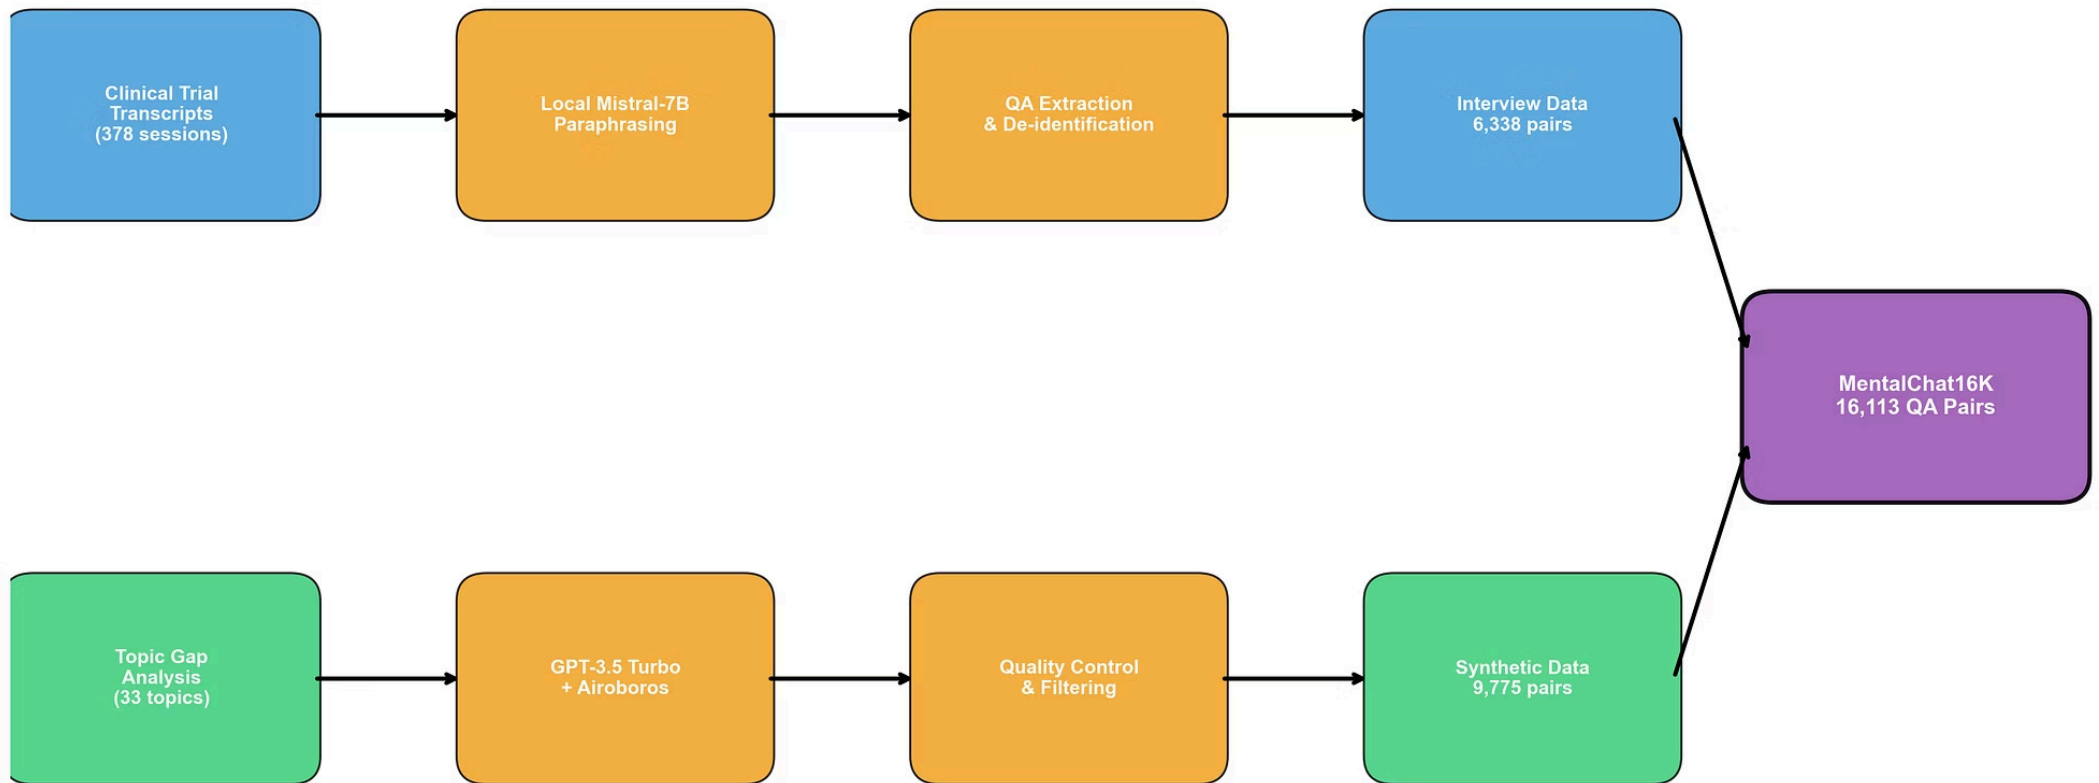 Clinical Trial
Transcripts
(378 sessions)
Local Mistral-7B
Paraphrasing
QA Extraction
& De-identification
Interview Data
6,338 pairs
MentalChat16K
16,113 QA Pairs
Topic Gap
Analysis
(33 topics)
GPT-3.5 Turbo
+ Airoboros
Quality Control
& Filtering
Synthetic Data
9,775 pairs